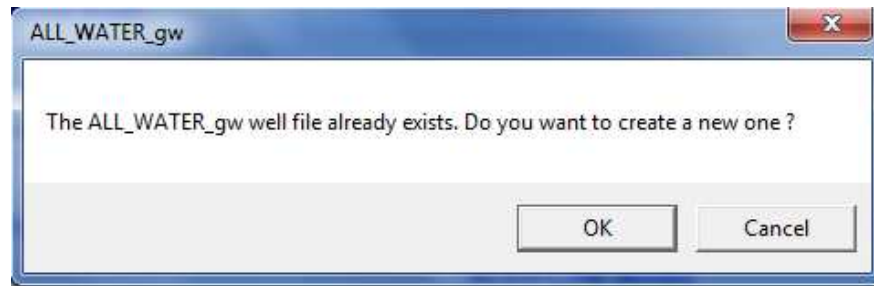 ALL_WATER_gw
The ALL_WATER_gw well file already exists. Do you want to create a new one ?
OK
Cancel